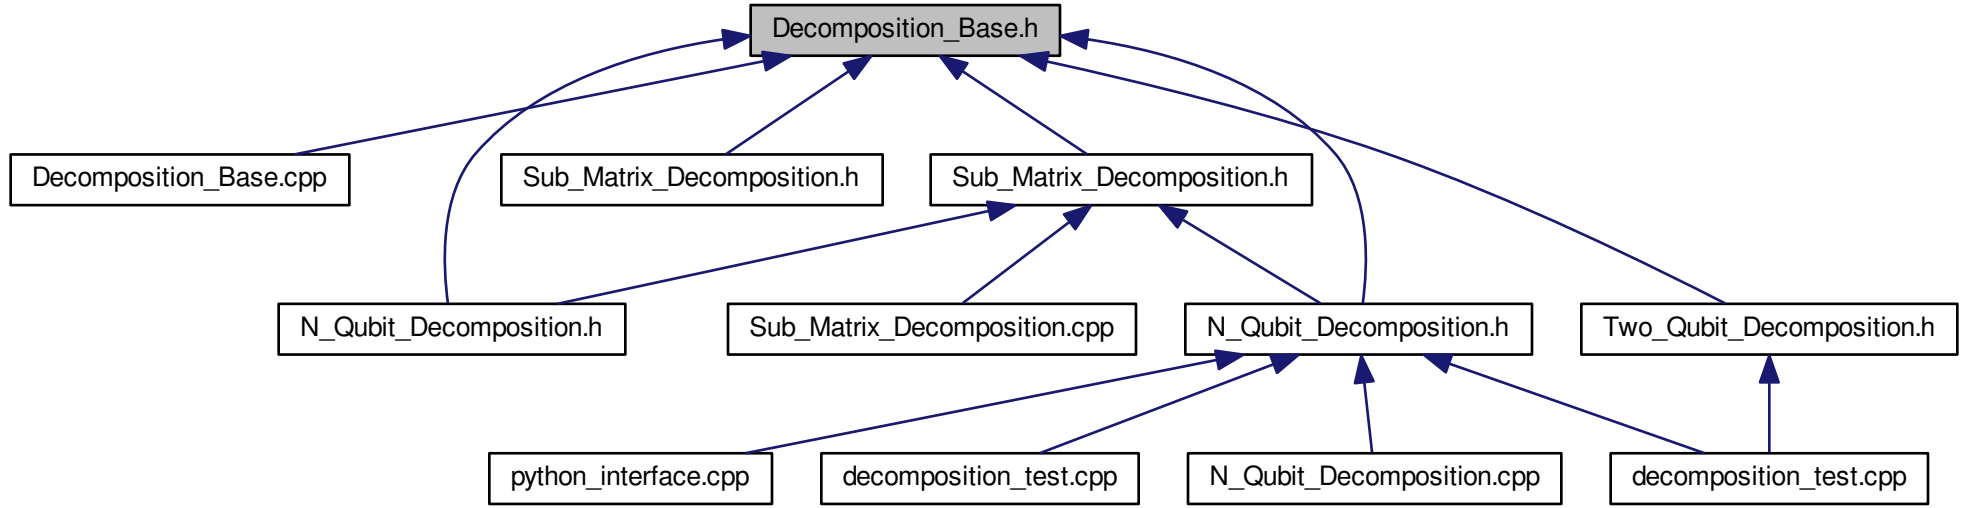 Decomposition_Base.h
Decomposition_Base.cpp
Sub_Matrix_Decomposition.h
Sub_Matrix_Decomposition.h
N_Qubit_Decomposition.h
Sub_Matrix_Decomposition.cpp
N_Qubit_Decomposition.h
Two_Qubit_Decomposition.h
python_interface.cpp
decomposition_test.cpp
N_Qubit_Decomposition.cpp
decomposition_test.cpp